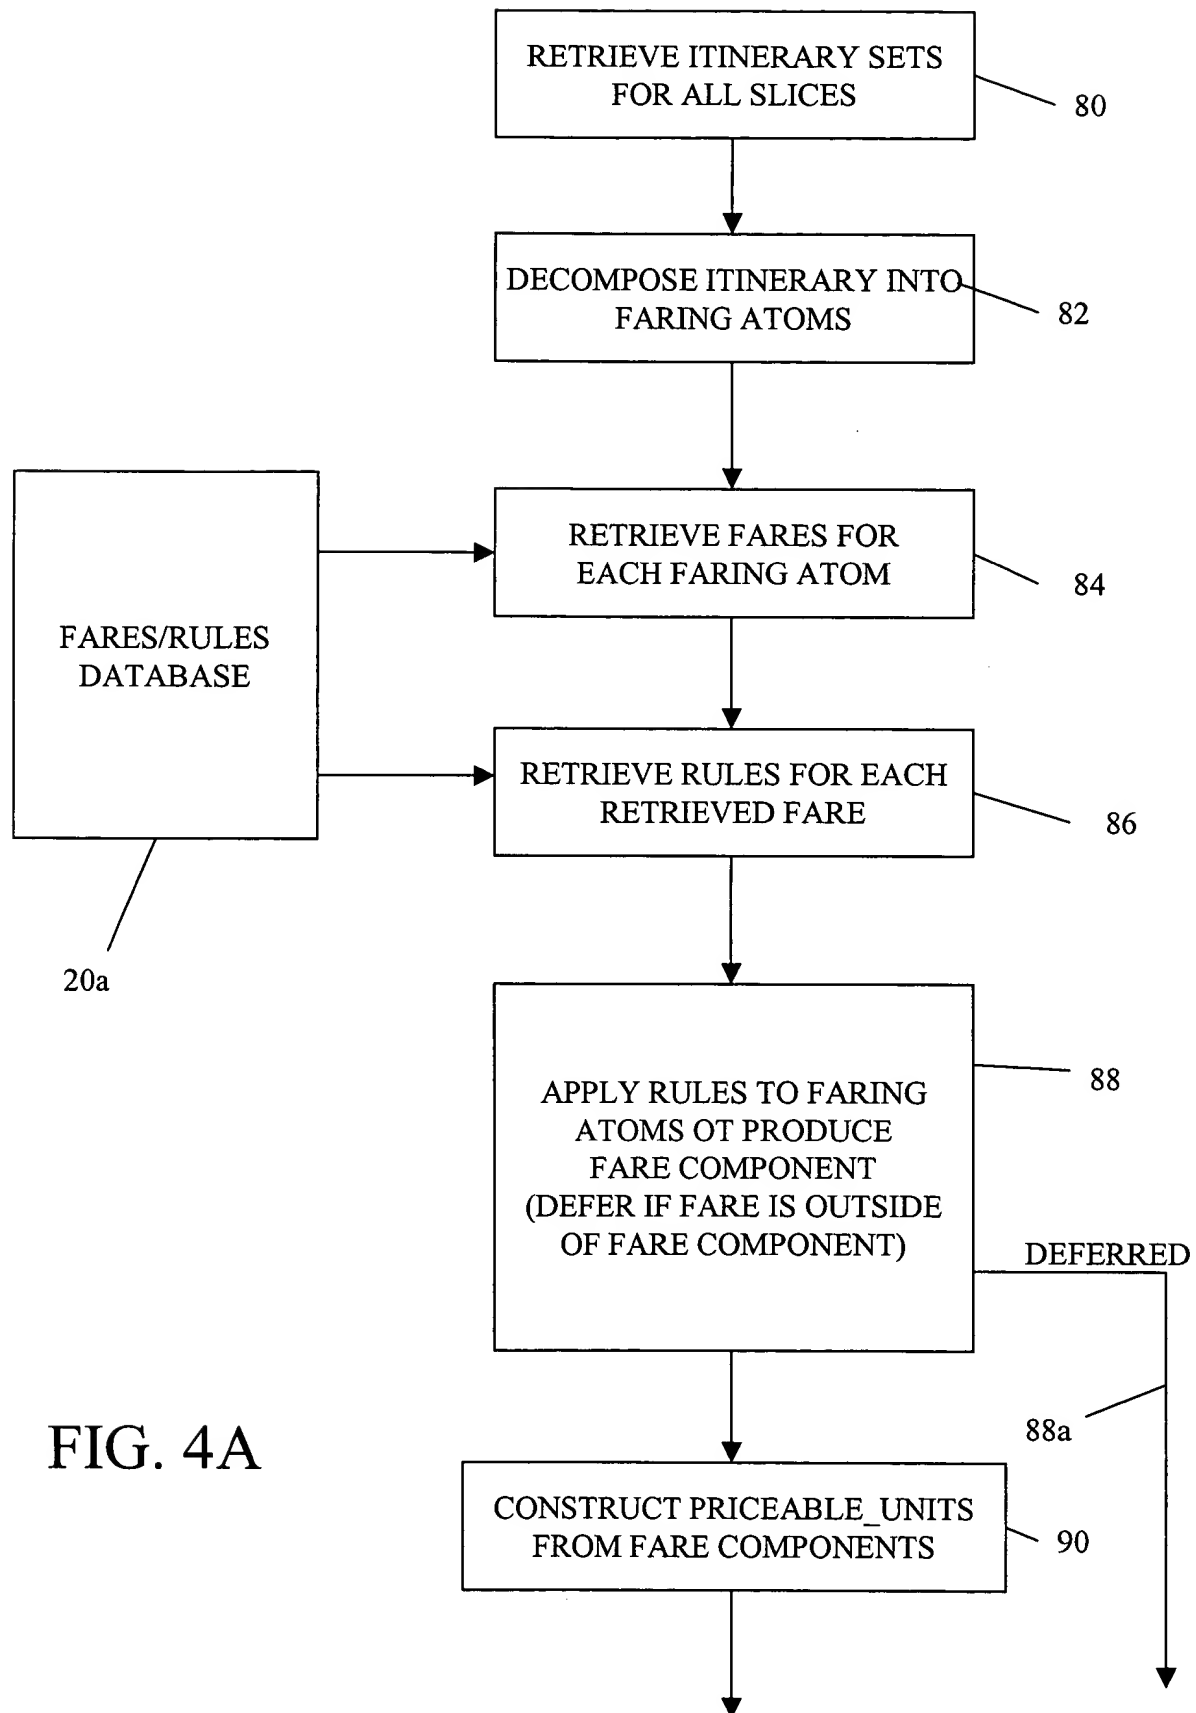 RETRIEVE ITINERARY SETS
FOR ALL SLICES
80
DECOMPOSE ITINERARY INTO
FARING ATOMS
82
RETRIEVE FARES FOR
EACH FARING ATOM
84
FARES/RULES
DATABASE
20a
RETRIEVE RULES FOR EACH
RETRIEVED FARE
86
APPLY RULES TO FARING
ATOMS OT PRODUCE
FARE COMPONENT
(DEFER IF FARE IS OUTSIDE
OF FARE COMPONENT)
88
DEFERRED
88a
FIG. 4A
CONSTRUCT PRICEABLE_UNITS
FROM FARE COMPONENTS
90